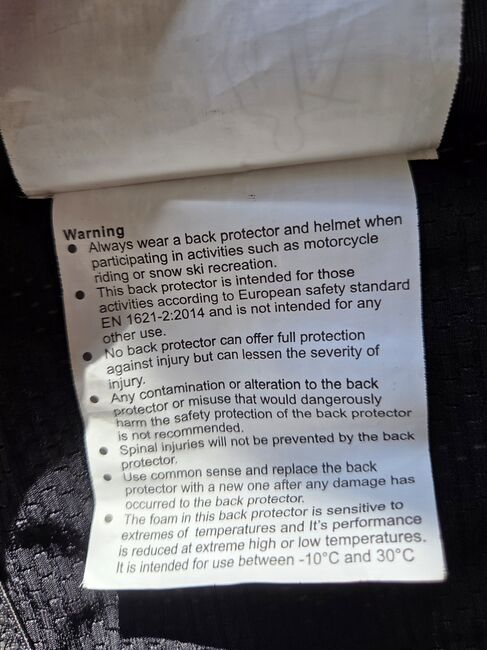 Warning
● Always wear a back protector and helmet when
participating in activities such as motorcycle
riding or snow ski recreation.
● This back protector is intended for those
activities according to European safety standard
EN 1621-2:2014 and is not intended for any
other use.
● No back protector can offer full protection
against injury but can lessen the severity of
injury.
● Any contamination or alteration to the back
protector or misuse that would dangerously
harm the safety protection of the back protector
is not recommended.
● Spinal injuries will not be prevented by the back
protector.
● Use common sense and replace the back
protector with a new one after any damage has
occurred to the back protector.
● The foam in this back protector is sensitive to
extremes of temperatures and It's performance
is reduced at extreme high or low temperatures.
It is intended for use between -10°C and 30°C